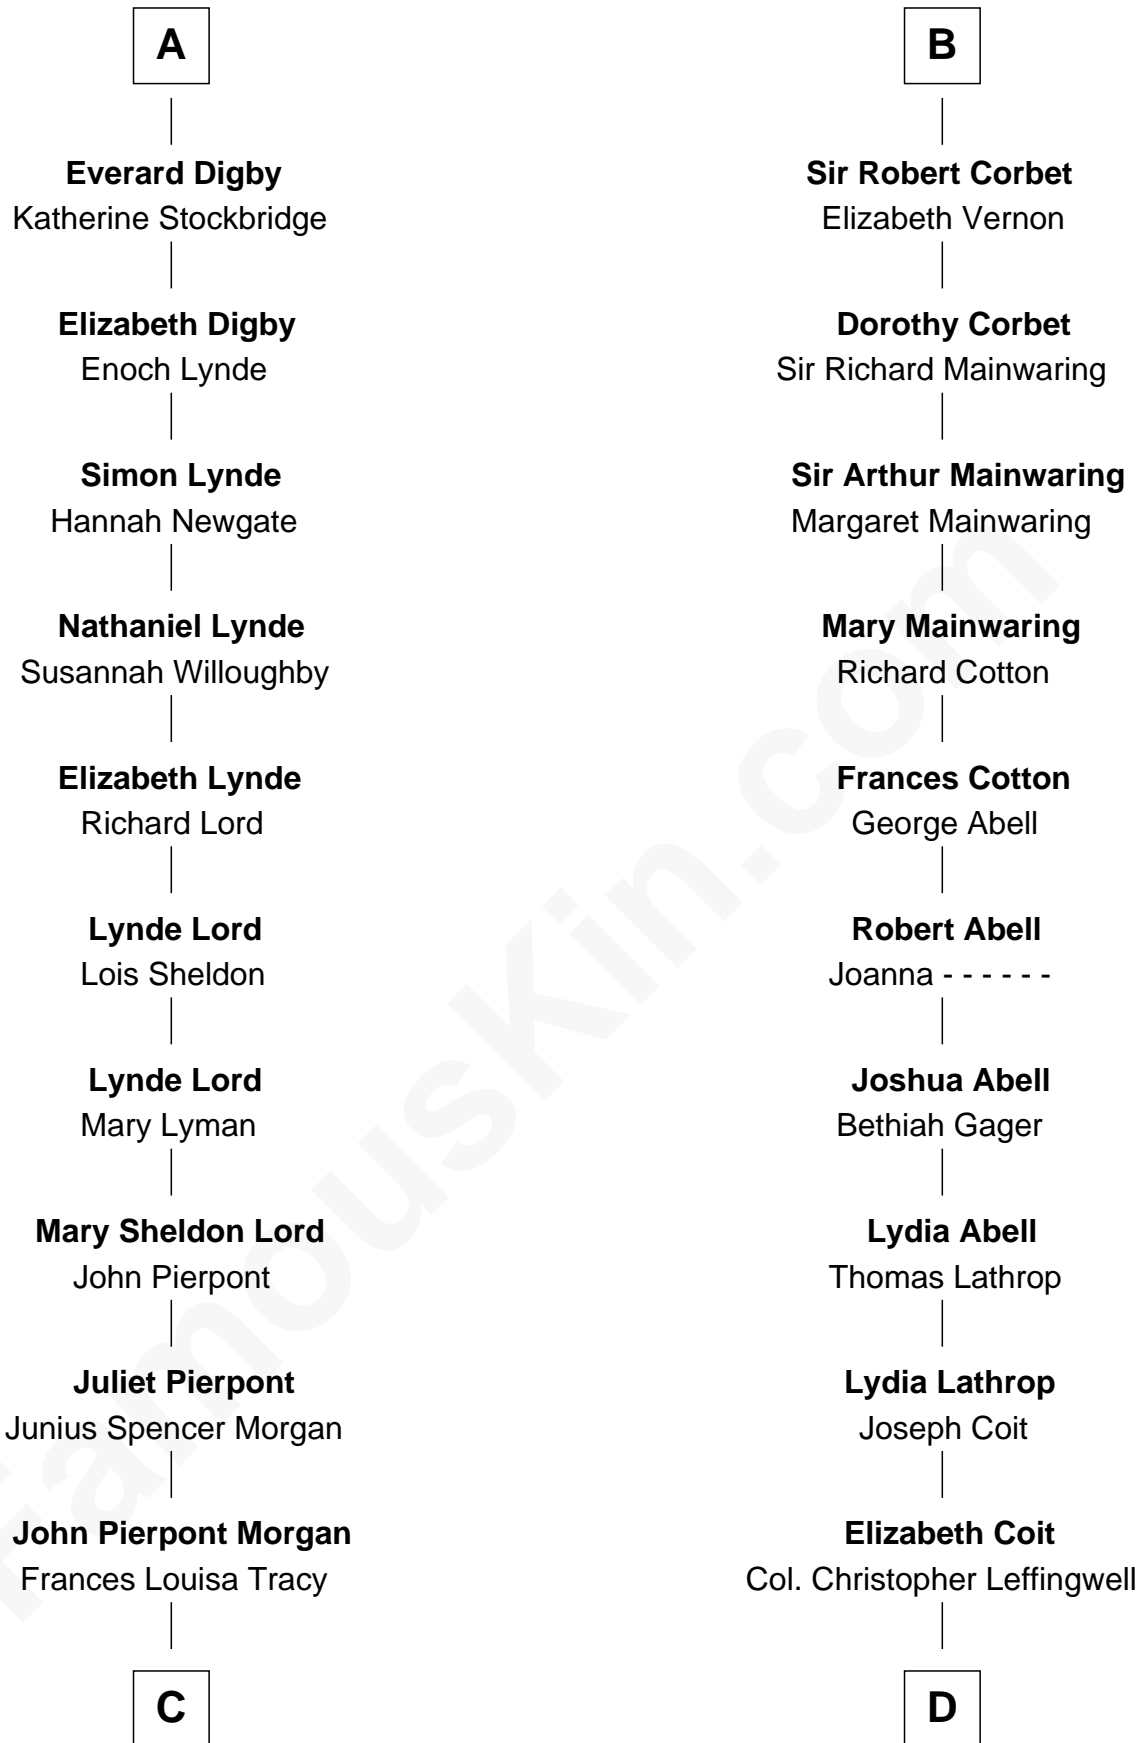 A
Everard Digby
Katherine Stockbridge
Elizabeth Digby
Enoch Lynde
Simon Lynde
Hannah Newgate
Nathaniel Lynde
Susannah Willoughby
Elizabeth Lynde
Richard Lord
Lynde Lord
Lois Sheldon
Lynde Lord
Mary Lyman
Mary Sheldon Lord
John Pierpont
Juliet Pierpont
Junius Spencer Morgan
John Pierpont Morgan
Frances Louisa Tracy
C
B
Sir Robert Corbet
Elizabeth Vernon
Dorothy Corbet
Sir Richard Mainwaring
Sir Arthur Mainwaring
Margaret Mainwaring
Mary Mainwaring
Richard Cotton
Frances Cotton
George Abell
Robert Abell
Joanna - - - - - -
Joshua Abell
Bethiah Gager
Lydia Abell
Thomas Lathrop
Lydia Lathrop
Joseph Coit
Elizabeth Coit
Col. Christopher Leffingwell
D
FamousKin.com